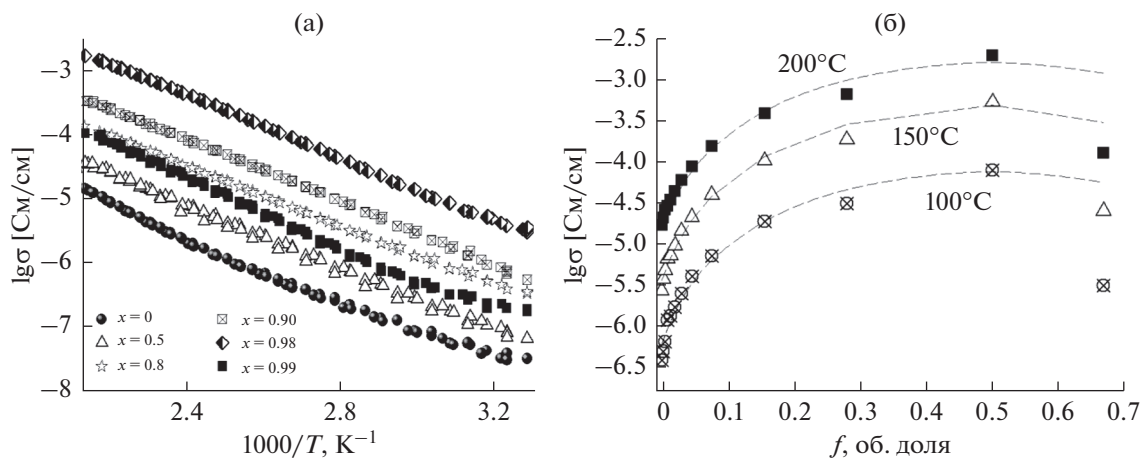 (а)
lgσ [См/см]
−3
−4
−5
−6
−7
−8
x = 0
x = 0.5
x = 0.8
x = 0.90
x = 0.98
x = 0.99
2.4 2.8 3.2
1000/T, K⁻¹
(б)
lgσ [См/см]
−2.5
−3.0
−3.5
−4.0
−4.5
−5.0
−5.5
−6.0
−6.5
200°C
150°C
100°C
0 0.1 0.2 0.3 0.4 0.5 0.6 0.7
f, об. доля